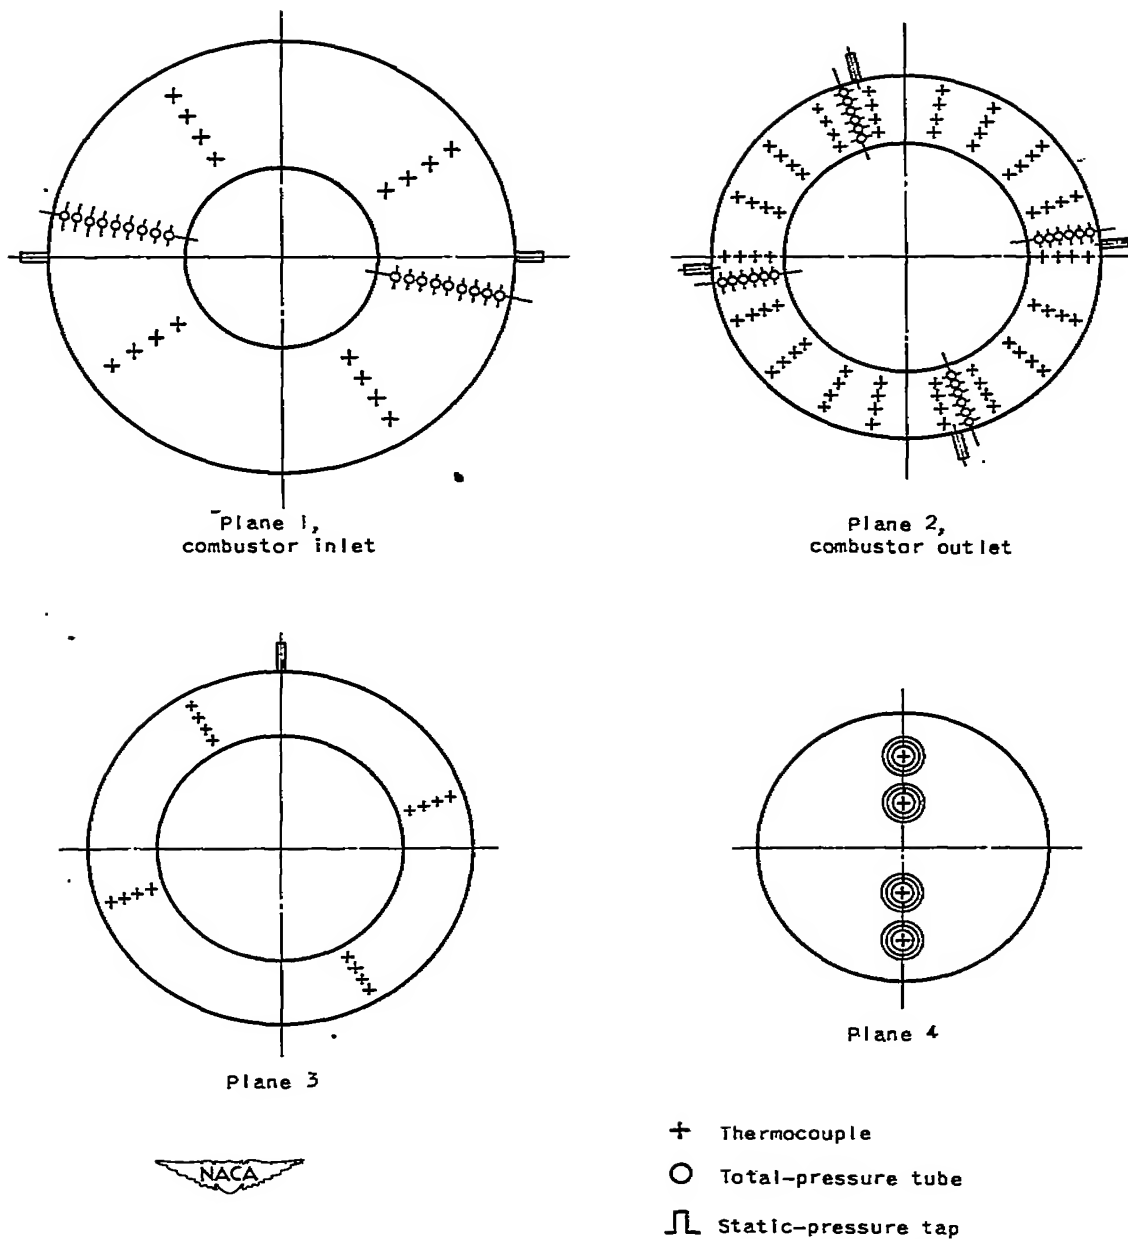 Plane 1,
combustor inlet
Plane 2,
combustor outlet
Plane 3
Plane 4
NACA
Thermocouple
Total-pressure tube
Static-pressure tap